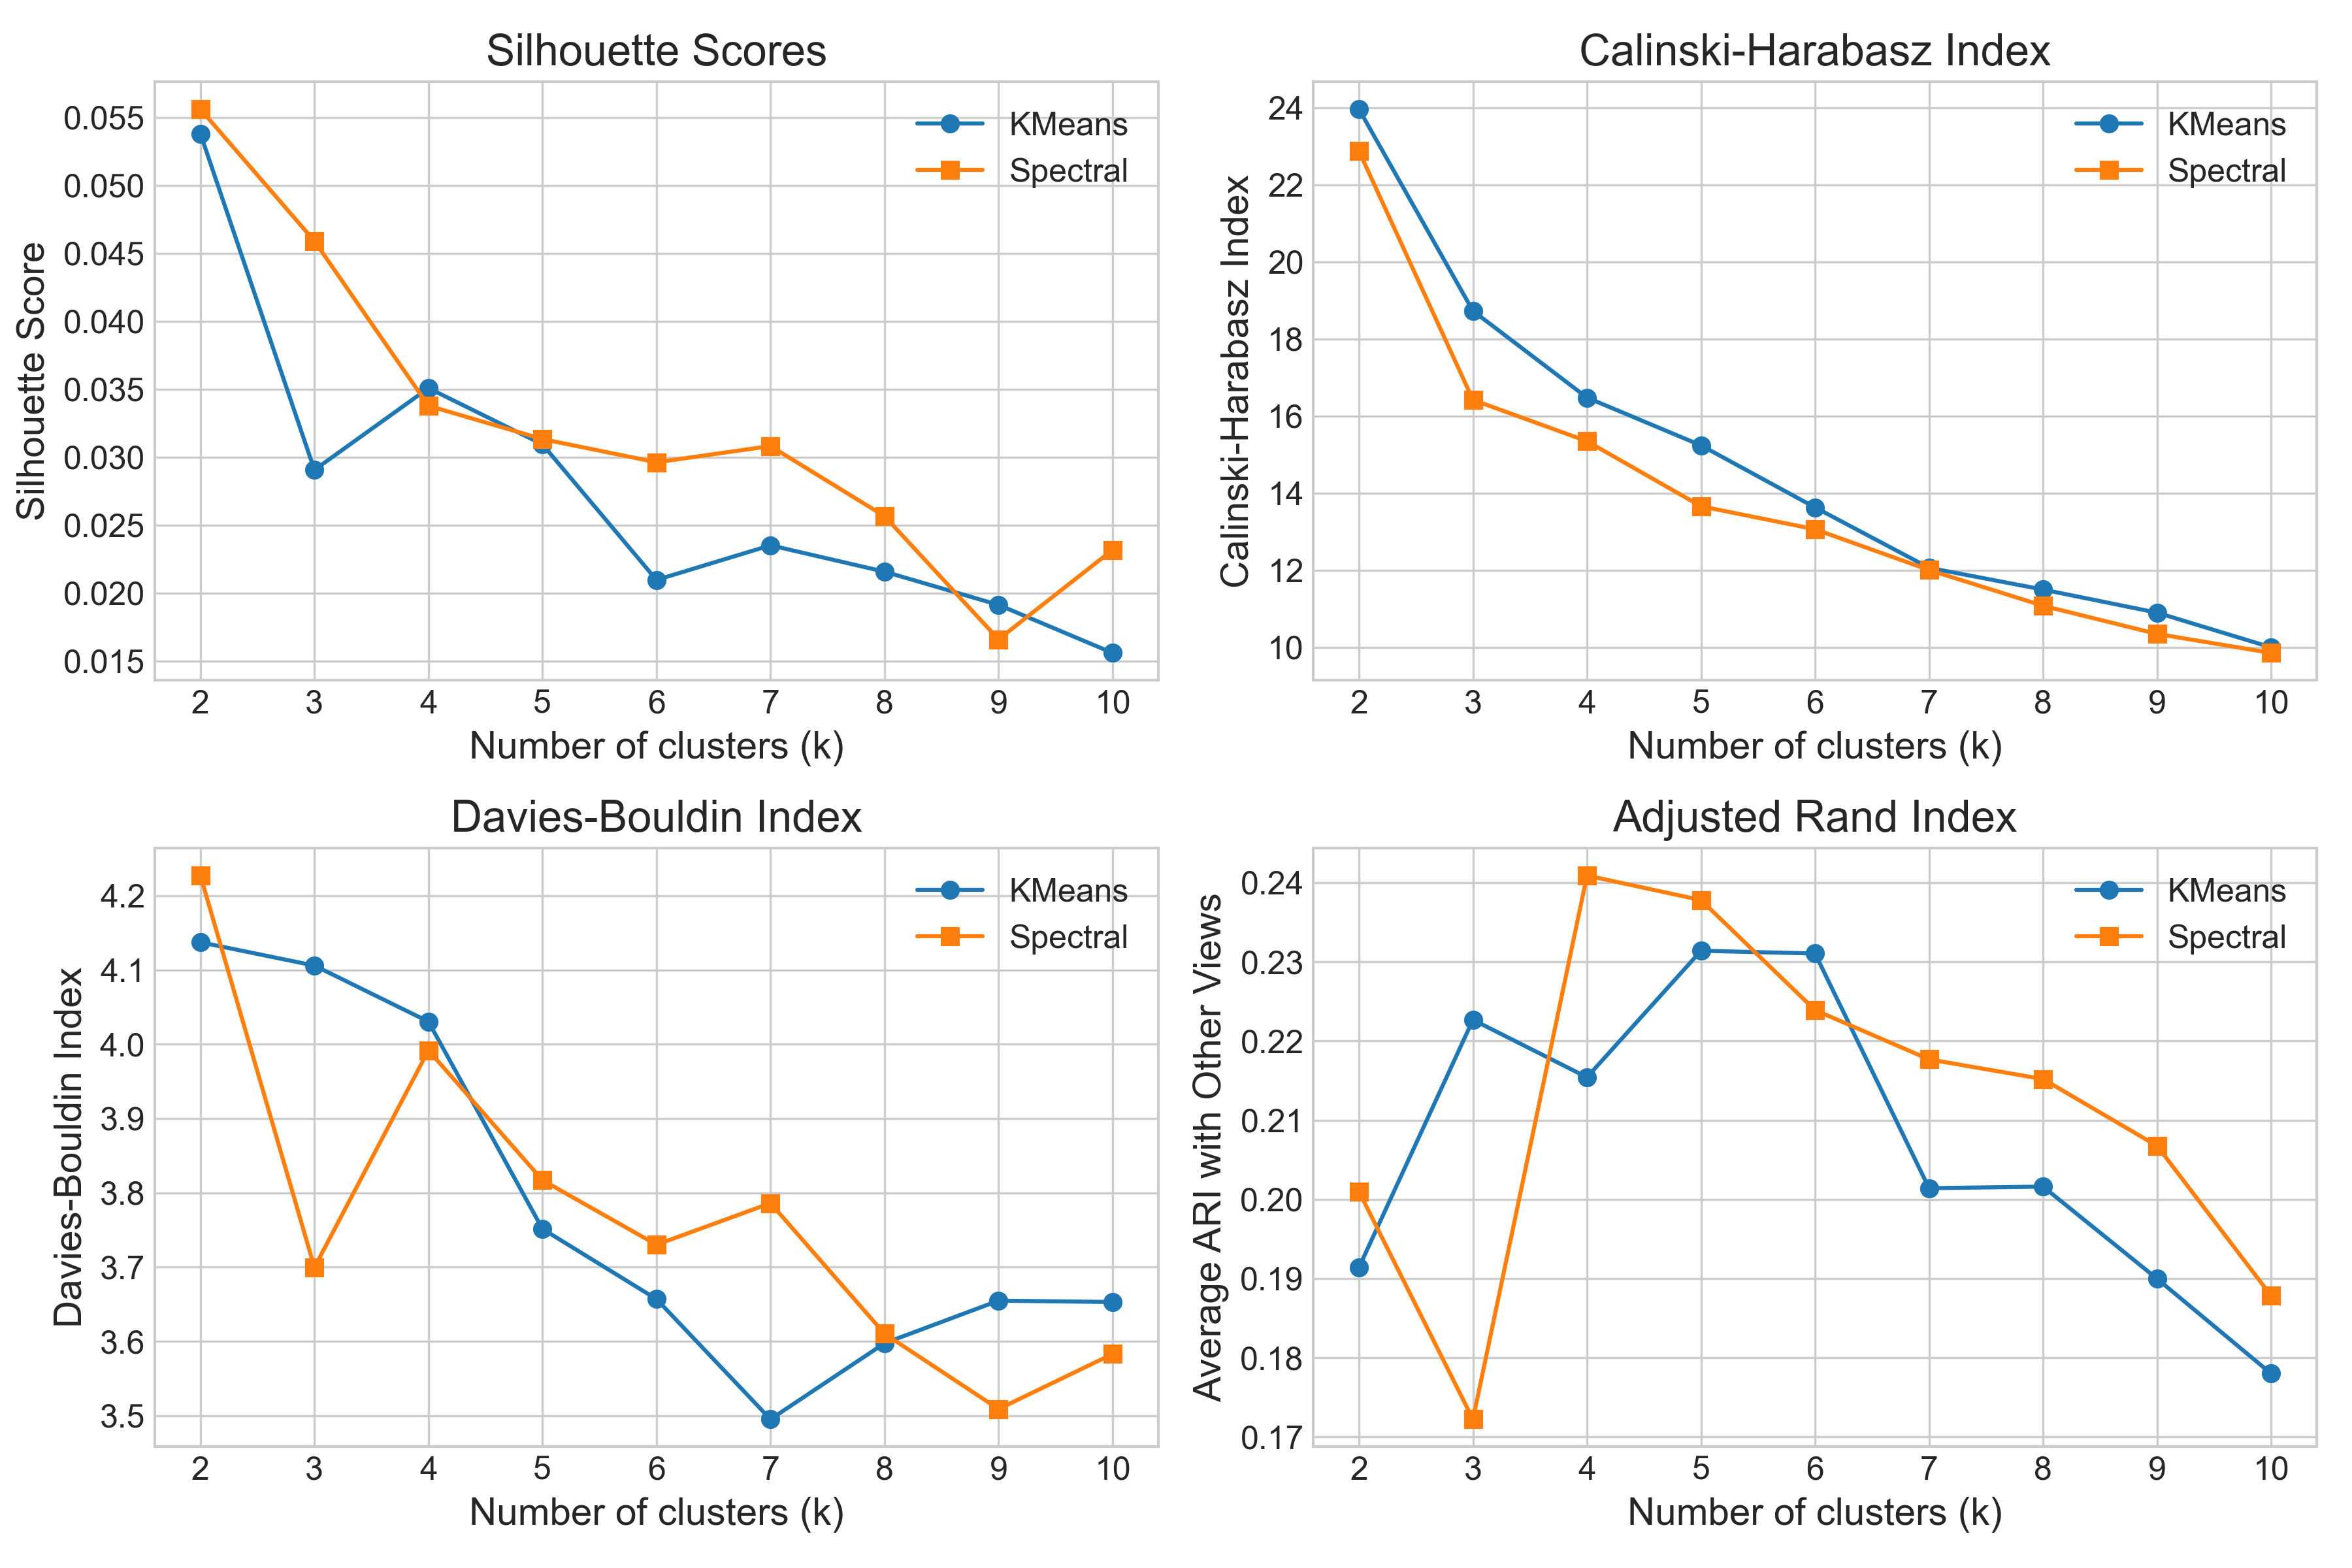 Silhouette Scores
Silhouette Score
0.055
0.050
0.045
0.040
0.035
0.030
0.025
0.020
0.015
KMeans
Spectral
2 3 4 5 6 7 8 9 10
Number of clusters (k)
Calinski-Harabasz Index
Calinski-Harabasz Index
24
22
20
18
16
14
12
10
KMeans
Spectral
2 3 4 5 6 7 8 9 10
Number of clusters (k)
Davies-Bouldin Index
Davies-Bouldin Index
4.2
4.1
4.0
3.9
3.8
3.7
3.6
3.5
KMeans
Spectral
2 3 4 5 6 7 8 9 10
Number of clusters (k)
Adjusted Rand Index
Average ARI with Other Views
0.24
0.23
0.22
0.21
0.20
0.19
0.18
0.17
KMeans
Spectral
2 3 4 5 6 7 8 9 10
Number of clusters (k)